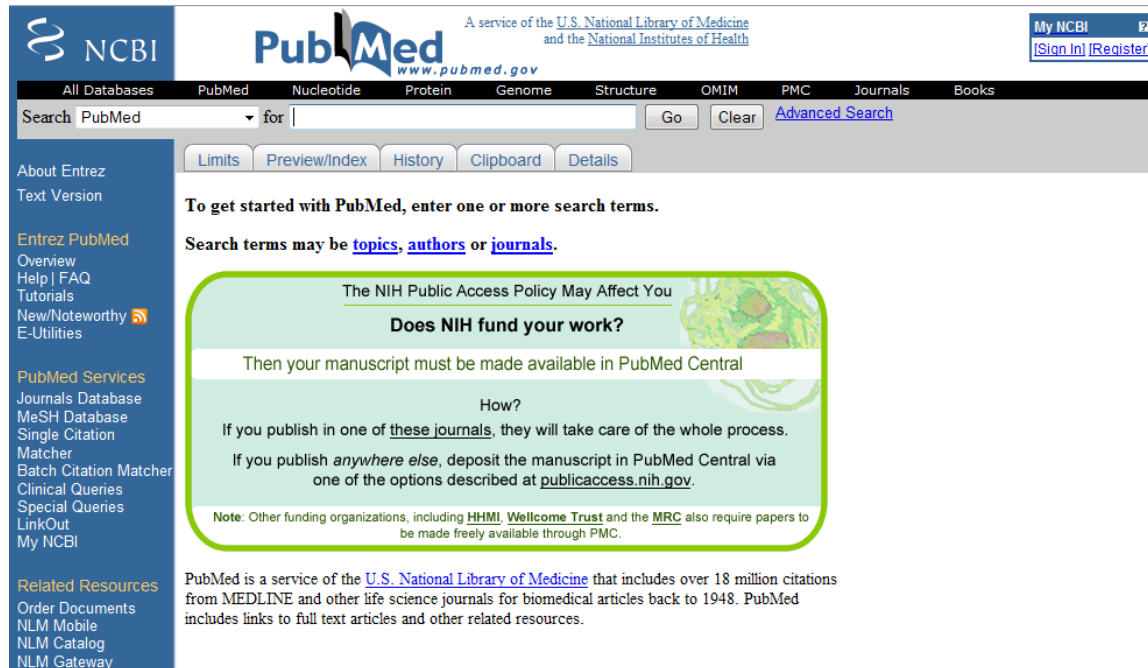 NCBI
PubMed
www.pubmed.gov
A service of the U.S. National Library of Medicine
and the National Institutes of Health
My NCBI
[Sign In] [Register]
All Databases PubMed Nucleotide Protein Genome Structure OMIM PMC Journals Books
Search PubMed for Go Clear Advanced Search
Limits Preview/Index History Clipboard Details
About Entrez
Text Version
Entrez PubMed
Overview
Help | FAQ
Tutorials
New/Noteworthy
E-Utilities
PubMed Services
Journals Database
MeSH Database
Single Citation
Matcher
Batch Citation Matcher
Clinical Queries
Special Queries
LinkOut
My NCBI
Related Resources
Order Documents
NLM Mobile
NLM Catalog
NLM Gateway
To get started with PubMed, enter one or more search terms.
Search terms may be topics, authors or journals.
The NIH Public Access Policy May Affect You
Does NIH fund your work?
Then your manuscript must be made available in PubMed Central
How?
If you publish in one of these journals, they will take care of the whole process.
If you publish anywhere else, deposit the manuscript in PubMed Central via
one of the options described at publicaccess.nih.gov.
Note: Other funding organizations, including HHMI, Wellcome Trust and the MRC also require papers to
be made freely available through PMC.
PubMed is a service of the U.S. National Library of Medicine that includes over 18 million citations
from MEDLINE and other life science journals for biomedical articles back to 1948. PubMed
includes links to full text articles and other related resources.